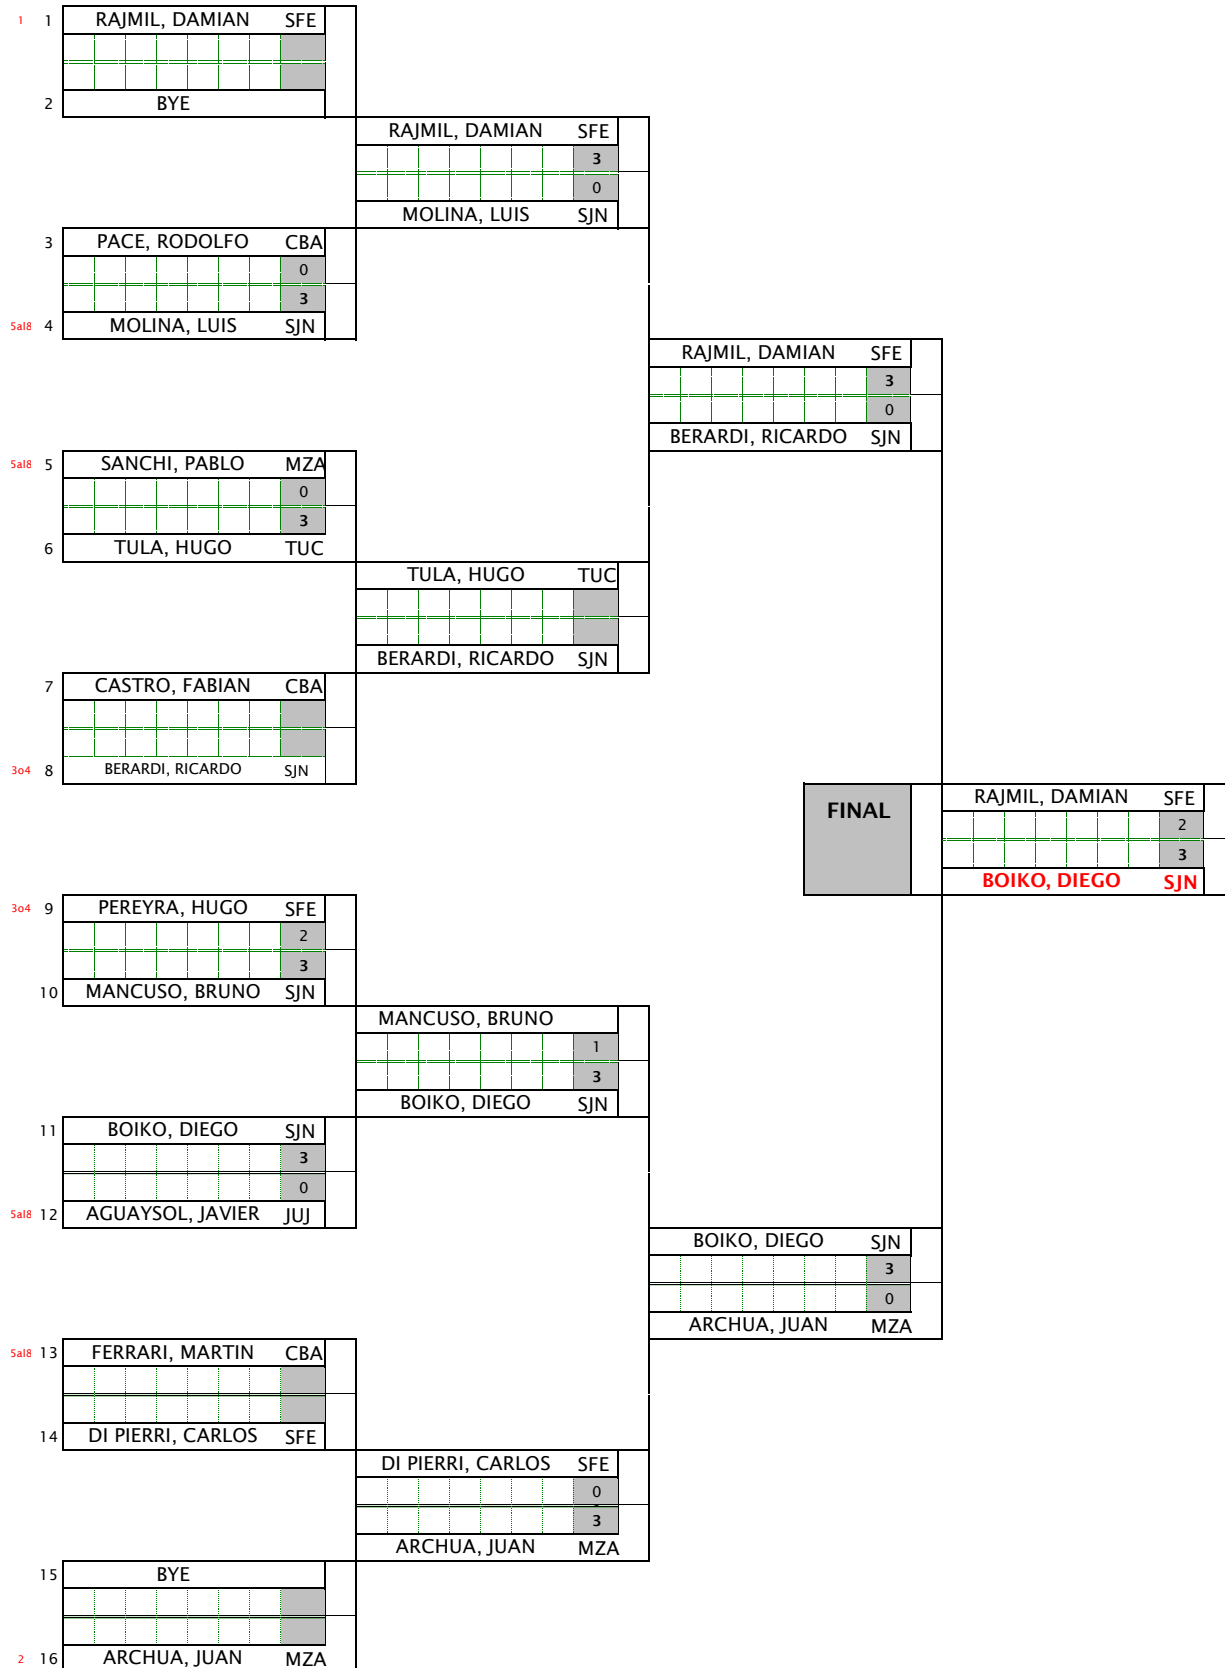 1 1 RAJMIL, DAMIAN SFE
2 BYE
RAJMIL, DAMIAN SFE
3
0
MOLINA, LUIS SJN
3 PACE, RODOLFO CBA
0
3
5al8 4 MOLINA, LUIS SJN
RAJMIL, DAMIAN SFE
3
0
BERARDI, RICARDO SJN
5al8 5 SANCHI, PABLO MZA
0
3
6 TULA, HUGO TUC
TULA, HUGO TUC
BERARDI, RICARDO SJN
7 CASTRO, FABIAN CBA
3o4 8 BERARDI, RICARDO SJN
FINAL
RAJMIL, DAMIAN SFE
2
3
BOIKO, DIEGO SJN
3o4 9 PEREYRA, HUGO SFE
2
3
10 MANCUSO, BRUNO SJN
MANCUSO, BRUNO
1
3
BOIKO, DIEGO SJN
11 BOIKO, DIEGO SJN
3
0
5al8 12 AGUAYSOL, JAVIER JUJ
BOIKO, DIEGO SJN
3
0
ARCHUA, JUAN MZA
5al8 13 FERRARI, MARTIN CBA
14 DI PIERRI, CARLOS SFE
DI PIERRI, CARLOS SFE
0
3
ARCHUA, JUAN MZA
15 BYE
2 16 ARCHUA, JUAN MZA